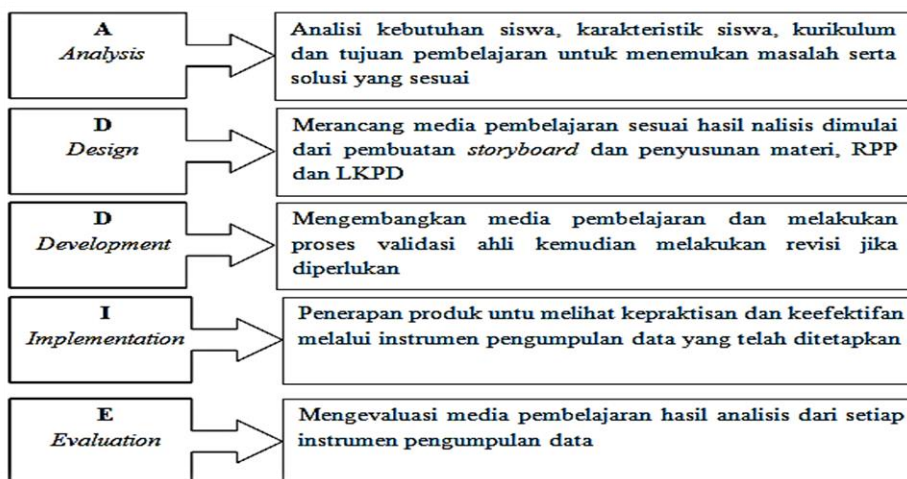 A
Analysis
Analisi kebutuhan siswa, karakteristik siswa, kurikulum
dan tujuan pembelajaran untuk menemukan masalah serta
solusi yang sesuai
D
Design
Merancang media pembelajaran sesuai hasil nalisis dimulai
dari pembuatan storyboard dan penyusunan materi, RPP
dan LKPD
D
Development
Mengembangkan media pembelajaran dan melakukan
proses validasi ahli kemudian melakukan revisi jika
diperlukan
I
Implementation
Penerapan produk untu melihat kepraktisan dan keefektifan
melalui instrumen pengumpulan data yang telah ditetapkan
E
Evaluation
Mengevaluasi media pembelajaran hasil analisis dari setiap
instrumen pengumpulan data